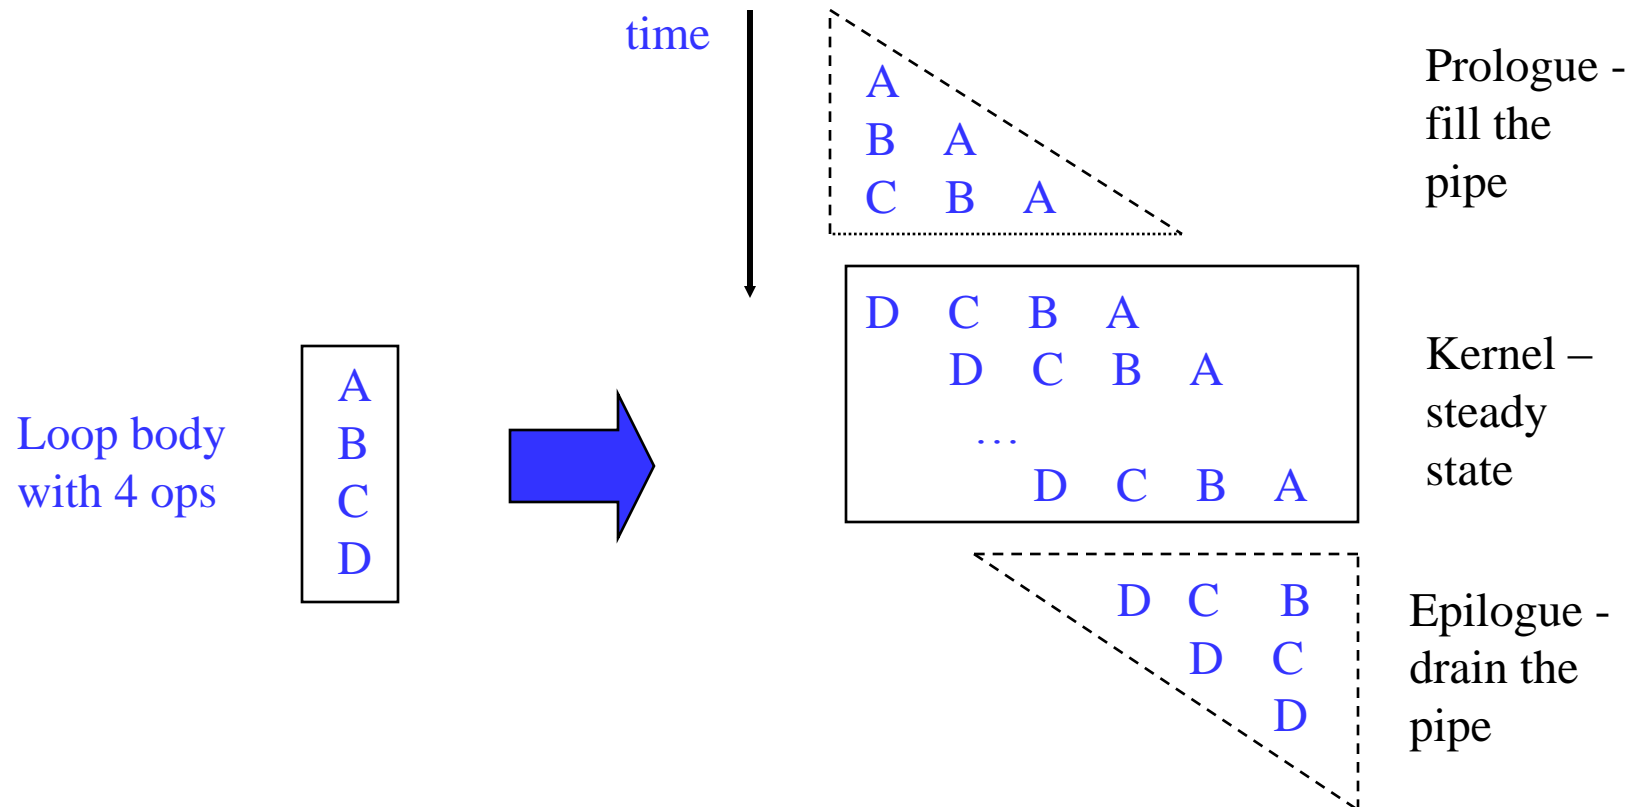 time
A
B A
C B A
Prologue -
fill the
pipe
D C B A
D C B A
…
D C B A
Kernel –
steady
state
Loop body
with 4 ops
A
B
C
D
D C B
D C
D
Epilogue -
drain the
pipe